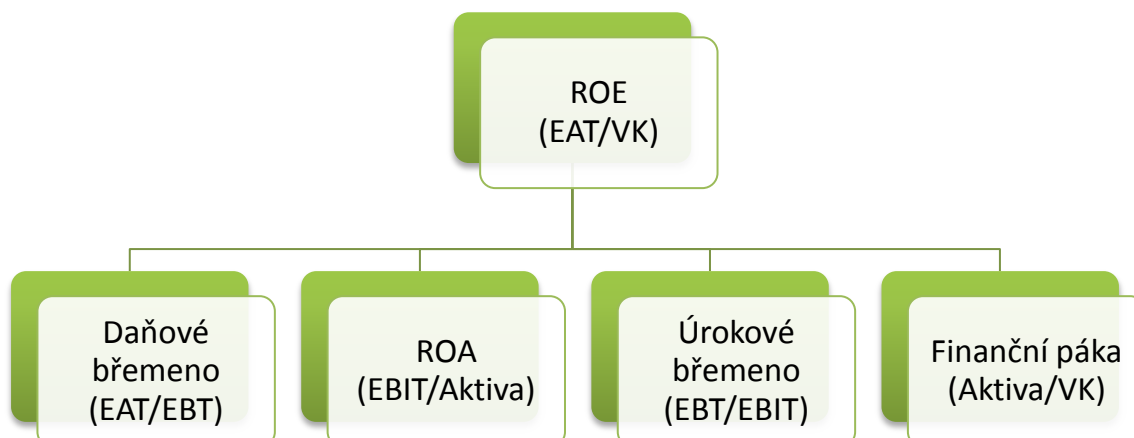 ROE
(EAT/VK)
Daňové
břemeno
(EAT/EBT)
ROA
(EBIT/Aktiva)
Úrokové
břemeno
(EBT/EBIT)
Finanční páka
(Aktiva/VK)